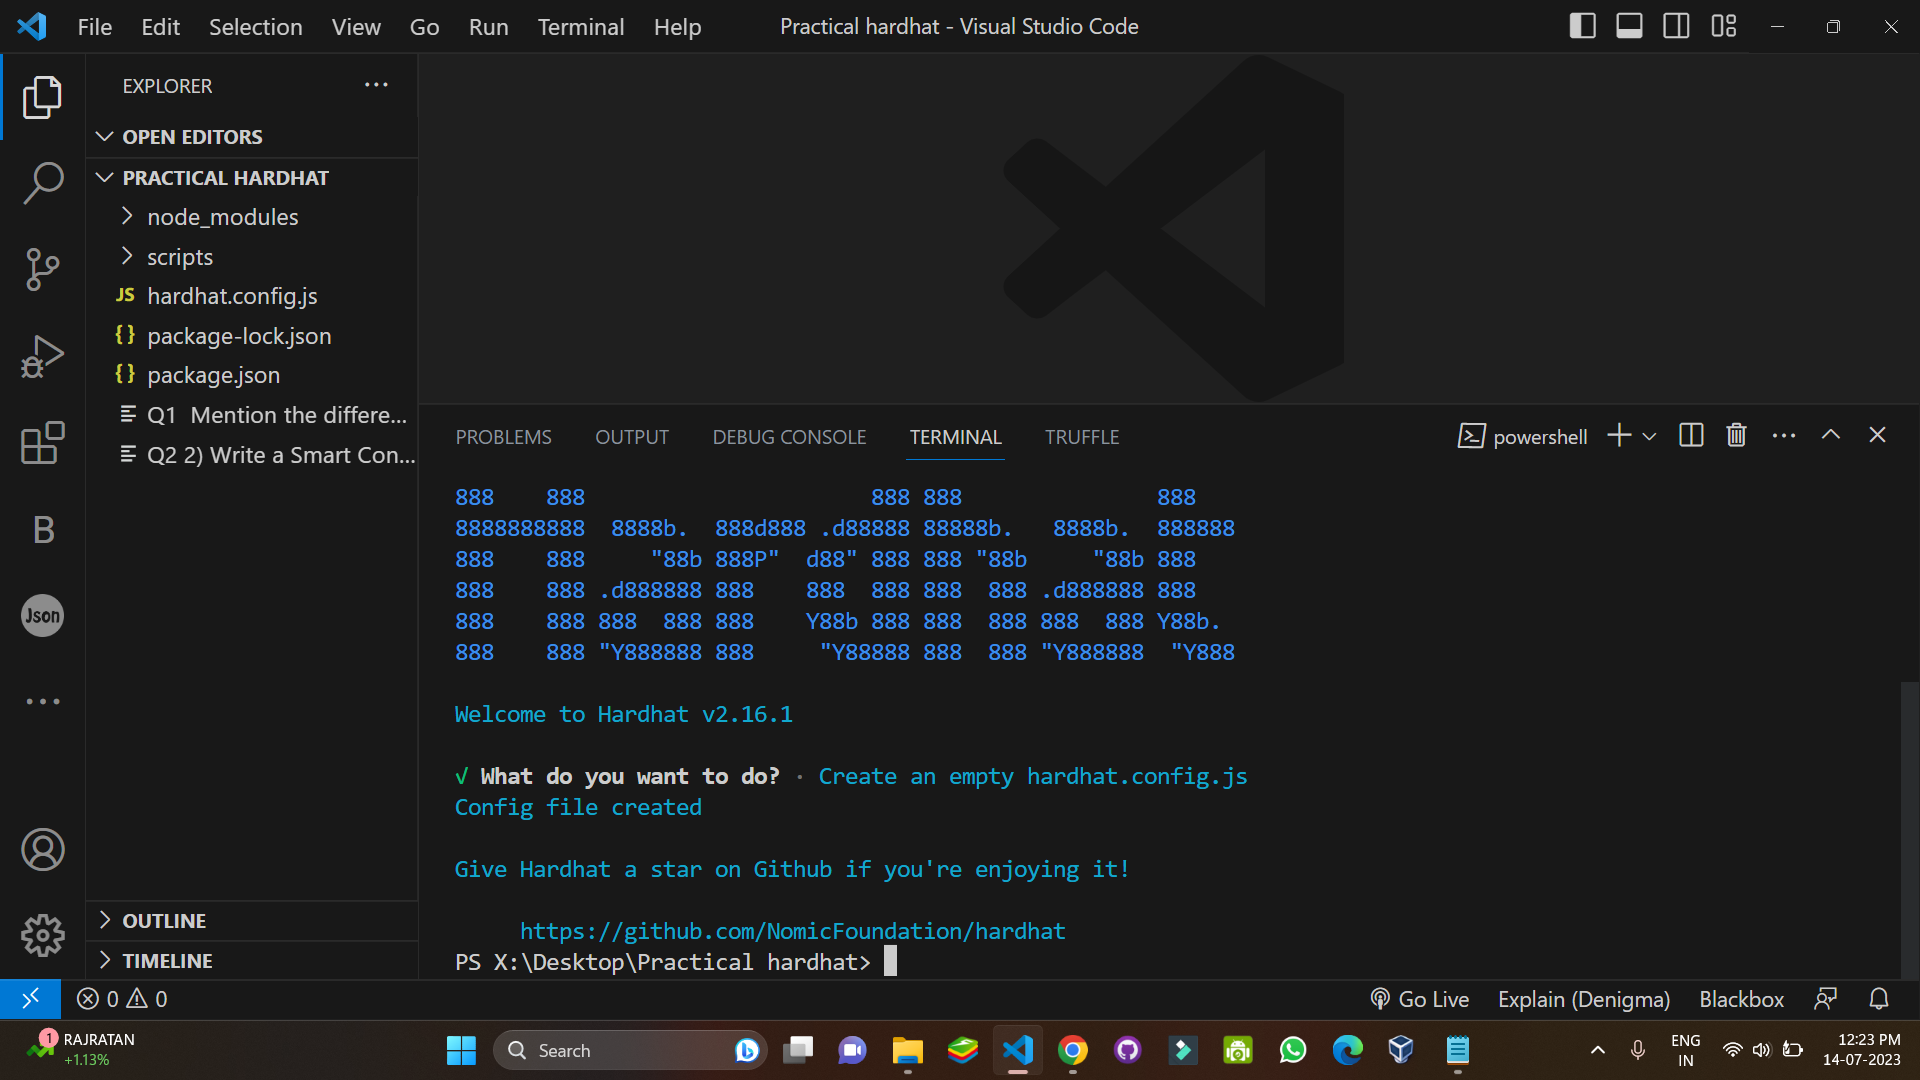 File Edit Selection View Go Run Terminal Help
Practical hardhat - Visual Studio Code
EXPLORER
OPEN EDITORS
PRACTICAL HARDHAT
node_modules
scripts
JS hardhat.config.js
{} package-lock.json
{} package.json
Q1 Mention the differe...
Q2 2) Write a Smart Con...
B
Json
OUTLINE
TIMELINE
PROBLEMS OUTPUT DEBUG CONSOLE TERMINAL TRUFFLE
powershell
888    888                      888 888               888
8888888888  8888b.  888d888 .d88888 88888b.   8888b.  888888
888    888     "88b 888P"  d88" 888 888 "88b     "88b 888
888    888 .d888888 888    888  888 888  888 .d888888 888
888    888 888  888 888    Y88b 888 888  888 888  888 Y88b.
888    888 "Y888888 888     "Y88888 888  888 "Y888888  "Y888
Welcome to Hardhat v2.16.1
√ What do you want to do? · Create an empty hardhat.config.js
Config file created
Give Hardhat a star on Github if you're enjoying it!
https://github.com/NomicFoundation/hardhat
PS X:\Desktop\Practical hardhat>
0 0
Go Live Explain (Denigma) Blackbox
1 RAJRATAN
+1.13%
Search
ENG
IN
12:23 PM
14-07-2023